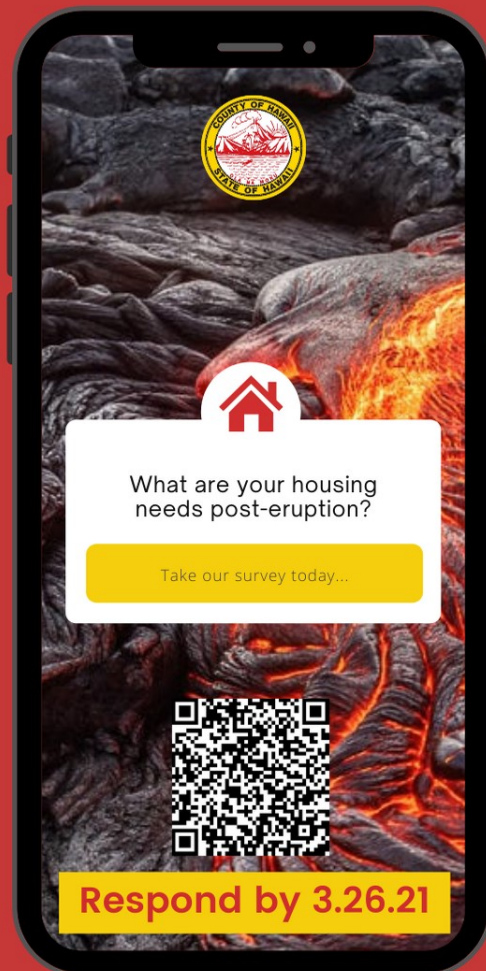 COUNTY OF HAWAII
STATE OF HAWAII
What are your housing
needs post-eruption?
Take our survey today...
Respond by 3.26.21